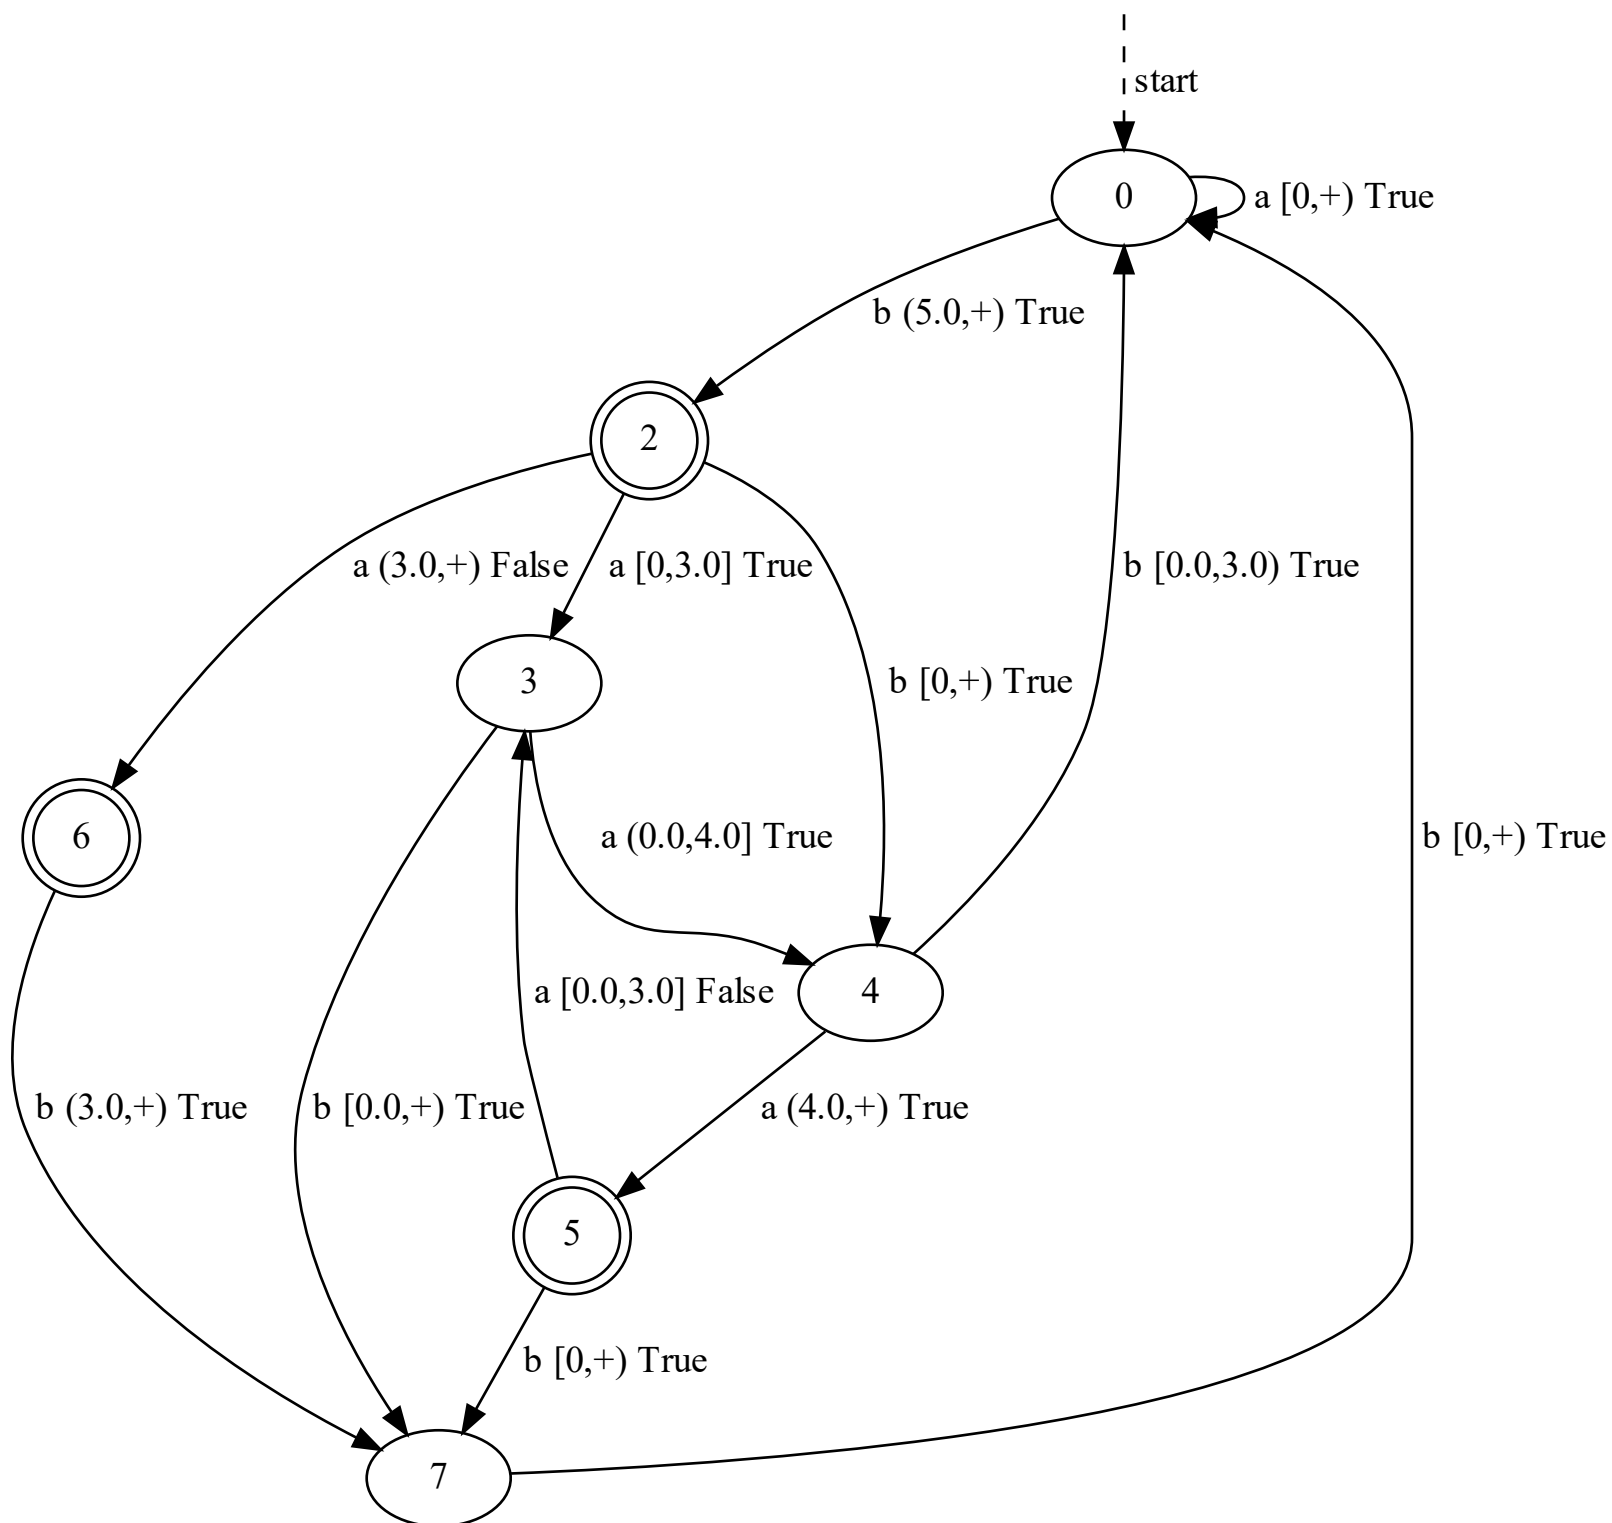 start
0
a [0,+) True
b (5.0,+) True
2
a (3.0,+) False
a [0,3.0] True
b [0.0,3.0) True
3
b [0,+) True
6
a (0.0,4.0] True
b [0,+) True
a [0.0,3.0] False
4
b (3.0,+) True
b [0.0,+) True
a (4.0,+) True
5
b [0,+) True
7